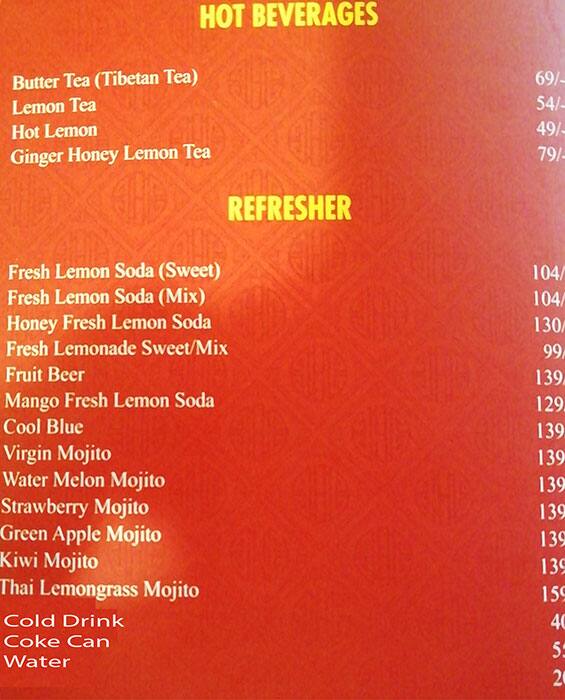 HOT BEVERAGES
Butter Tea (Tibetan Tea) 69/-
Lemon Tea 54/-
Hot Lemon 49/-
Ginger Honey Lemon Tea 79/-
REFRESHER
Fresh Lemon Soda (Sweet) 104/
Fresh Lemon Soda (Mix) 104/
Honey Fresh Lemon Soda 130/
Fresh Lemonade Sweet/Mix 99/
Fruit Beer 139/
Mango Fresh Lemon Soda 129/
Cool Blue 139
Virgin Mojito 139
Water Melon Mojito 139
Strawberry Mojito 139
Green Apple Mojito 139
Kiwi Mojito 139
Thai Lemongrass Mojito 159
Cold Drink 40
Coke Can 55
Water 20